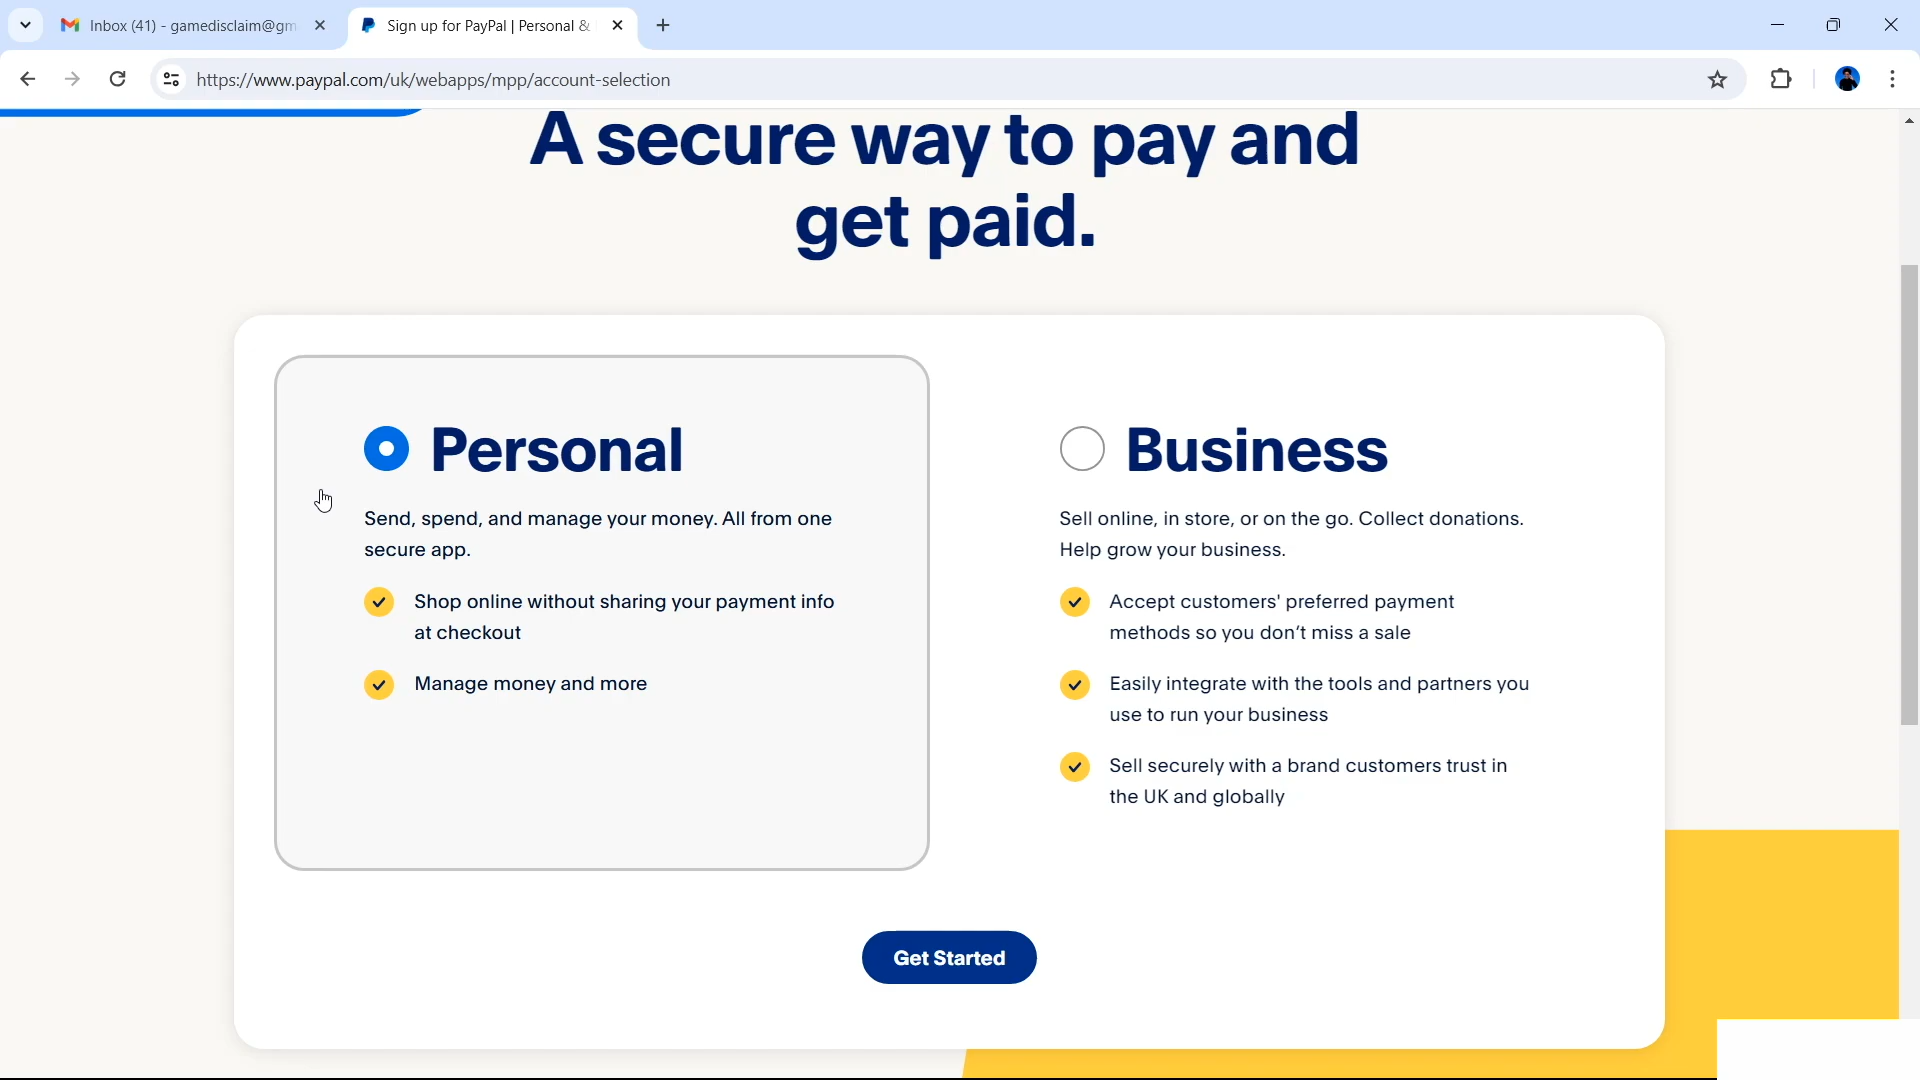 Inbox (41) - gamedisclaim@gm
Sign up for PayPal | Personal &
https://www.paypal.com/uk/webapps/mpp/account-selection
A secure way to pay and
get paid.
Personal
Send, spend, and manage your money. All from one
secure app.
Shop online without sharing your payment info
at checkout
Manage money and more
Business
Sell online, in store, or on the go. Collect donations.
Help grow your business.
Accept customers' preferred payment
methods so you don’t miss a sale
Easily integrate with the tools and partners you
use to run your business
Sell securely with a brand customers trust in
the UK and globally
Get Started